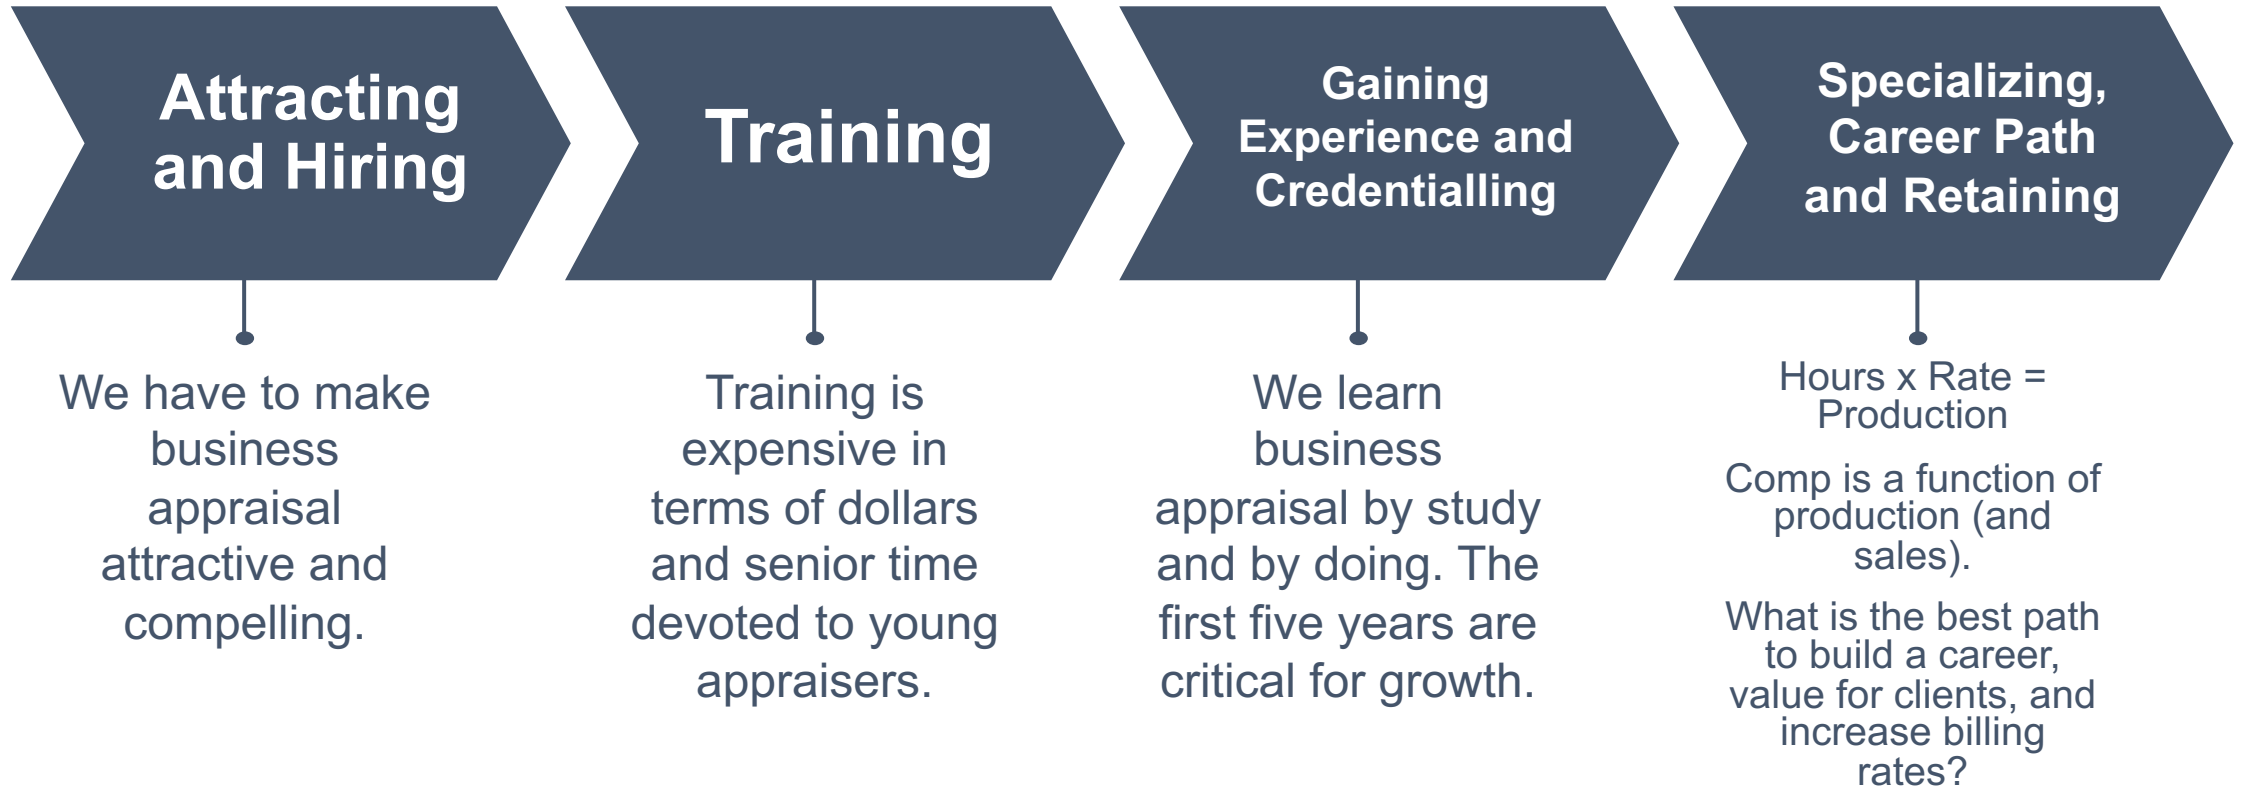 Attracting
and Hiring
We have to make
business
appraisal
attractive and
compelling.
Training
Training is
expensive in
terms of dollars
and senior time
devoted to young
appraisers.
Gaining
Experience and
Credentialling
We learn
business
appraisal by study
and by doing. The
first five years are
critical for growth.
Specializing,
Career Path
and Retaining
Hours x Rate =
Production
Comp is a function of
production (and
sales).
What is the best path
to build a career,
value for clients, and
increase billing
rates?